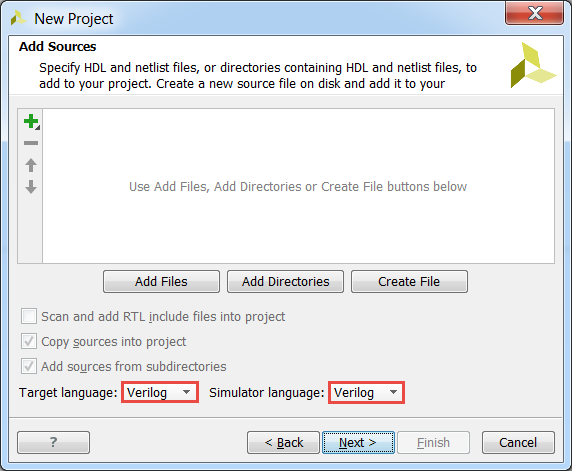 New Project
Add Sources
Specify HDL and netlist files, or directories containing HDL and netlist files, to
add to your project. Create a new source file on disk and add it to your
Use Add Files, Add Directories or Create File buttons below
Add Files Add Directories Create File
Scan and add RTL include files into project
Copy sources into project
Add sources from subdirectories
Target language: Verilog Simulator language: Verilog
? < Back Next > Finish Cancel